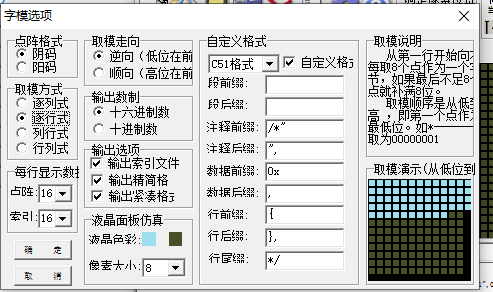 字模选项
点阵格式
阴码
阳码
取模方式
逐列式
逐行式
列行式
行列式
每行显示数据
点阵: 16
索引: 16
确 定
取 消
取模走向
逆向(低位在前
顺向(高位在前
输出数制
十六进制数
十进制数
输出选项
输出索引文件
输出精简格
输出紧凑格式
液晶面板仿真
液晶色彩:
像素大小: 8
自定义格式
C51格式 自定义格式
段前缀:
段后缀:
注释前缀: /*"
注释后缀: ",
数据前缀: 0x
数据后缀: ,
行前缀: {
行后缀: },
行尾缀: */
取模说明
从第一行开始向右
每取8个点作为一个字
节，如果最后不足8个
点就补满8位。
取模顺序是从低到
高，即第一个点作为
最低位。如*-------
取为00000001
取模演示(从低位到